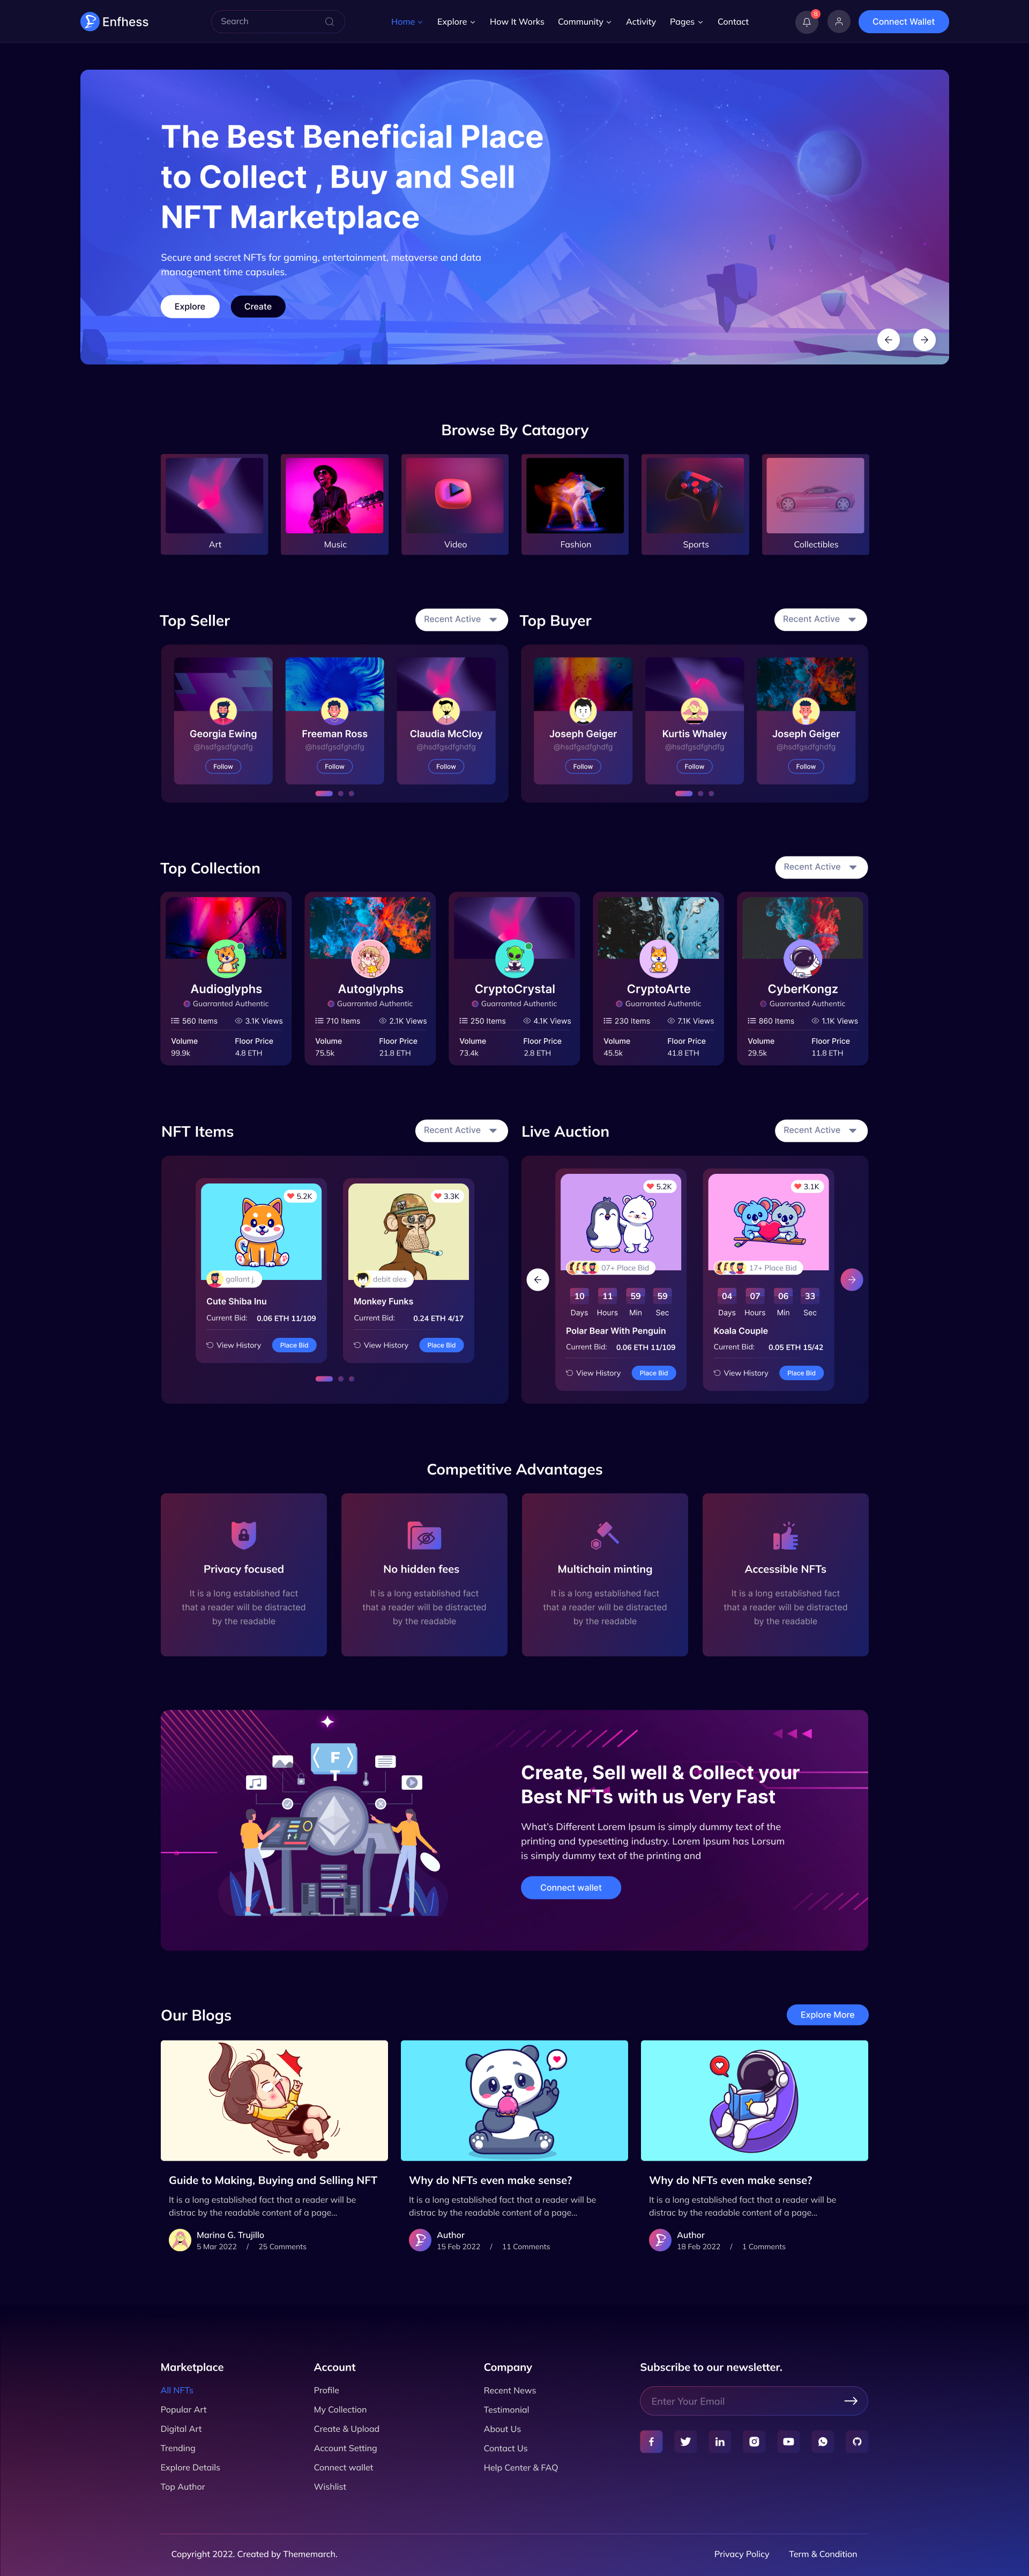 Enfhess
Search
Home
Explore
How It Works
Community
Activity
Pages
Contact
8
Connect Wallet
The Best Beneficial Place
to Collect , Buy and Sell
NFT Marketplace
Secure and secret NFTs for gaming, entertainment, metaverse and data
management time capsules.
Explore
Create
Browse By Catagory
Art
Music
Video
Fashion
Sports
Collectibles
Top Seller
Recent Active
Georgia Ewing
@hsdfgsdfghdfg
Follow
Freeman Ross
@hsdfgsdfghdfg
Follow
Claudia McCloy
@hsdfgsdfghdfg
Follow
Top Buyer
Recent Active
Joseph Geiger
@hsdfgsdfghdfg
Follow
Kurtis Whaley
@hsdfgsdfghdfg
Follow
Joseph Geiger
@hsdfgsdfghdfg
Follow
Top Collection
Recent Active
Audioglyphs
Guarranted Authentic
560 Items
3.1K Views
Volume
Floor Price
99.9k
4.8 ETH
Autoglyphs
Guarranted Authentic
710 Items
2.1K Views
Volume
Floor Price
75.5k
21.8 ETH
CryptoCrystal
Guarranted Authentic
250 Items
4.1K Views
Volume
Floor Price
73.4k
2.8 ETH
CryptoArte
Guarranted Authentic
230 Items
7.1K Views
Volume
Floor Price
45.5k
41.8 ETH
CyberKongz
Guarranted Authentic
860 Items
1.1K Views
Volume
Floor Price
29.5k
11.8 ETH
NFT Items
Recent Active
5.2K
gallant j.
Cute Shiba Inu
Current Bid: 0.06 ETH 11/109
View History
Place Bid
3.3K
debit alex
Monkey Funks
Current Bid: 0.24 ETH 4/17
View History
Place Bid
Live Auction
Recent Active
5.2K
07+ Place Bid
10 11 59 59
Days Hours Min Sec
Polar Bear With Penguin
Current Bid: 0.06 ETH 11/109
View History
Place Bid
3.1K
17+ Place Bid
04 07 06 33
Days Hours Min Sec
Koala Couple
Current Bid: 0.05 ETH 15/42
View History
Place Bid
Competitive Advantages
Privacy focused
It is a long established fact
that a reader will be distracted
by the readable
No hidden fees
It is a long established fact
that a reader will be distracted
by the readable
Multichain minting
It is a long established fact
that a reader will be distracted
by the readable
Accessible NFTs
It is a long established fact
that a reader will be distracted
by the readable
F
Create, Sell well & Collect your
Best NFTs with us Very Fast
What's Different Lorem Ipsum is simply dummy text of the
printing and typesetting industry. Lorem Ipsum has Lorsum
is simply dummy text of the printing and
Connect wallet
Our Blogs
Explore More
Guide to Making, Buying and Selling NFT
It is a long established fact that a reader will be
distrac by the readable content of a page...
Marina G. Trujillo
5 Mar 2022 / 25 Comments
Why do NFTs even make sense?
It is a long established fact that a reader will be
distrac by the readable content of a page...
Author
15 Feb 2022 / 11 Comments
Why do NFTs even make sense?
It is a long established fact that a reader will be
distrac by the readable content of a page...
Author
18 Feb 2022 / 1 Comments
Marketplace
All NFTs
Popular Art
Digital Art
Trending
Explore Details
Top Author
Account
Profile
My Collection
Create & Upload
Account Setting
Connect wallet
Wishlist
Company
Recent News
Testimonial
About Us
Contact Us
Help Center & FAQ
Subscribe to our newsletter.
Enter Your Email
Copyright 2022. Created by Thememarch.
Privacy Policy
Term & Condition